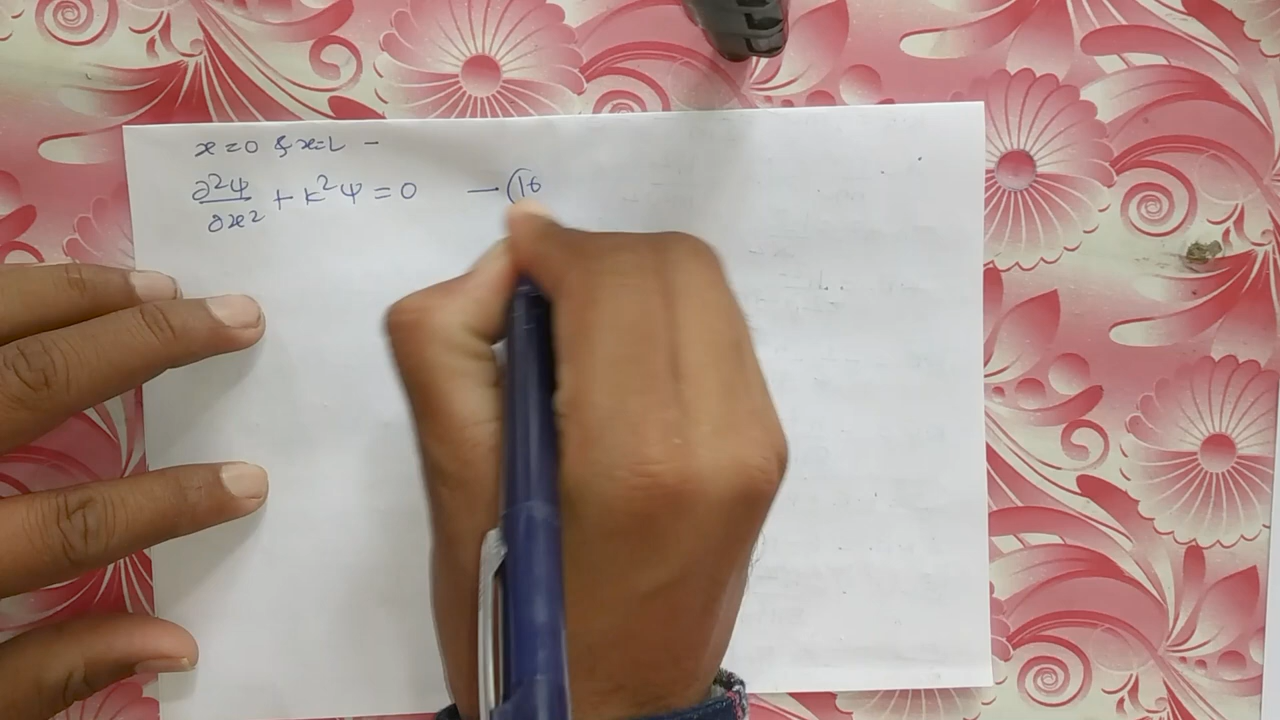 x=0 & x=L -
∂²ψ/∂x² + k²ψ = 0 — (16